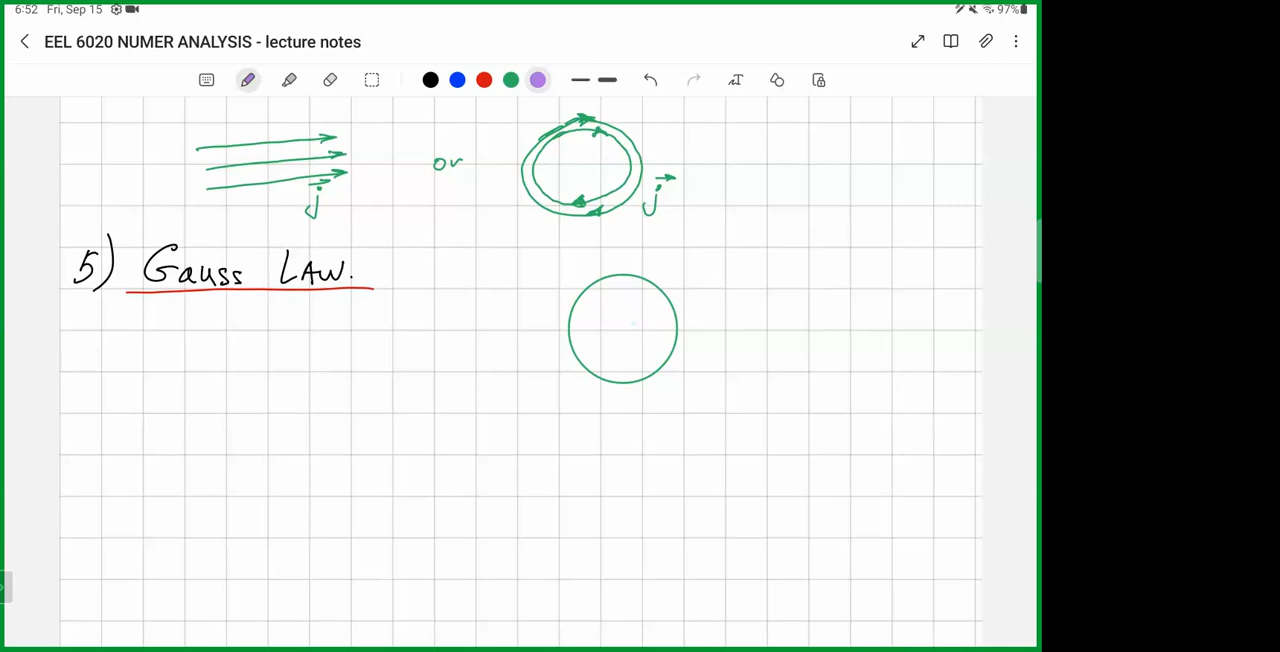 6:52 Fri, Sep 15 97%
EEL 6020 NUMER ANALYSIS - lecture notes
or
j
j
5) Gauss LAW.